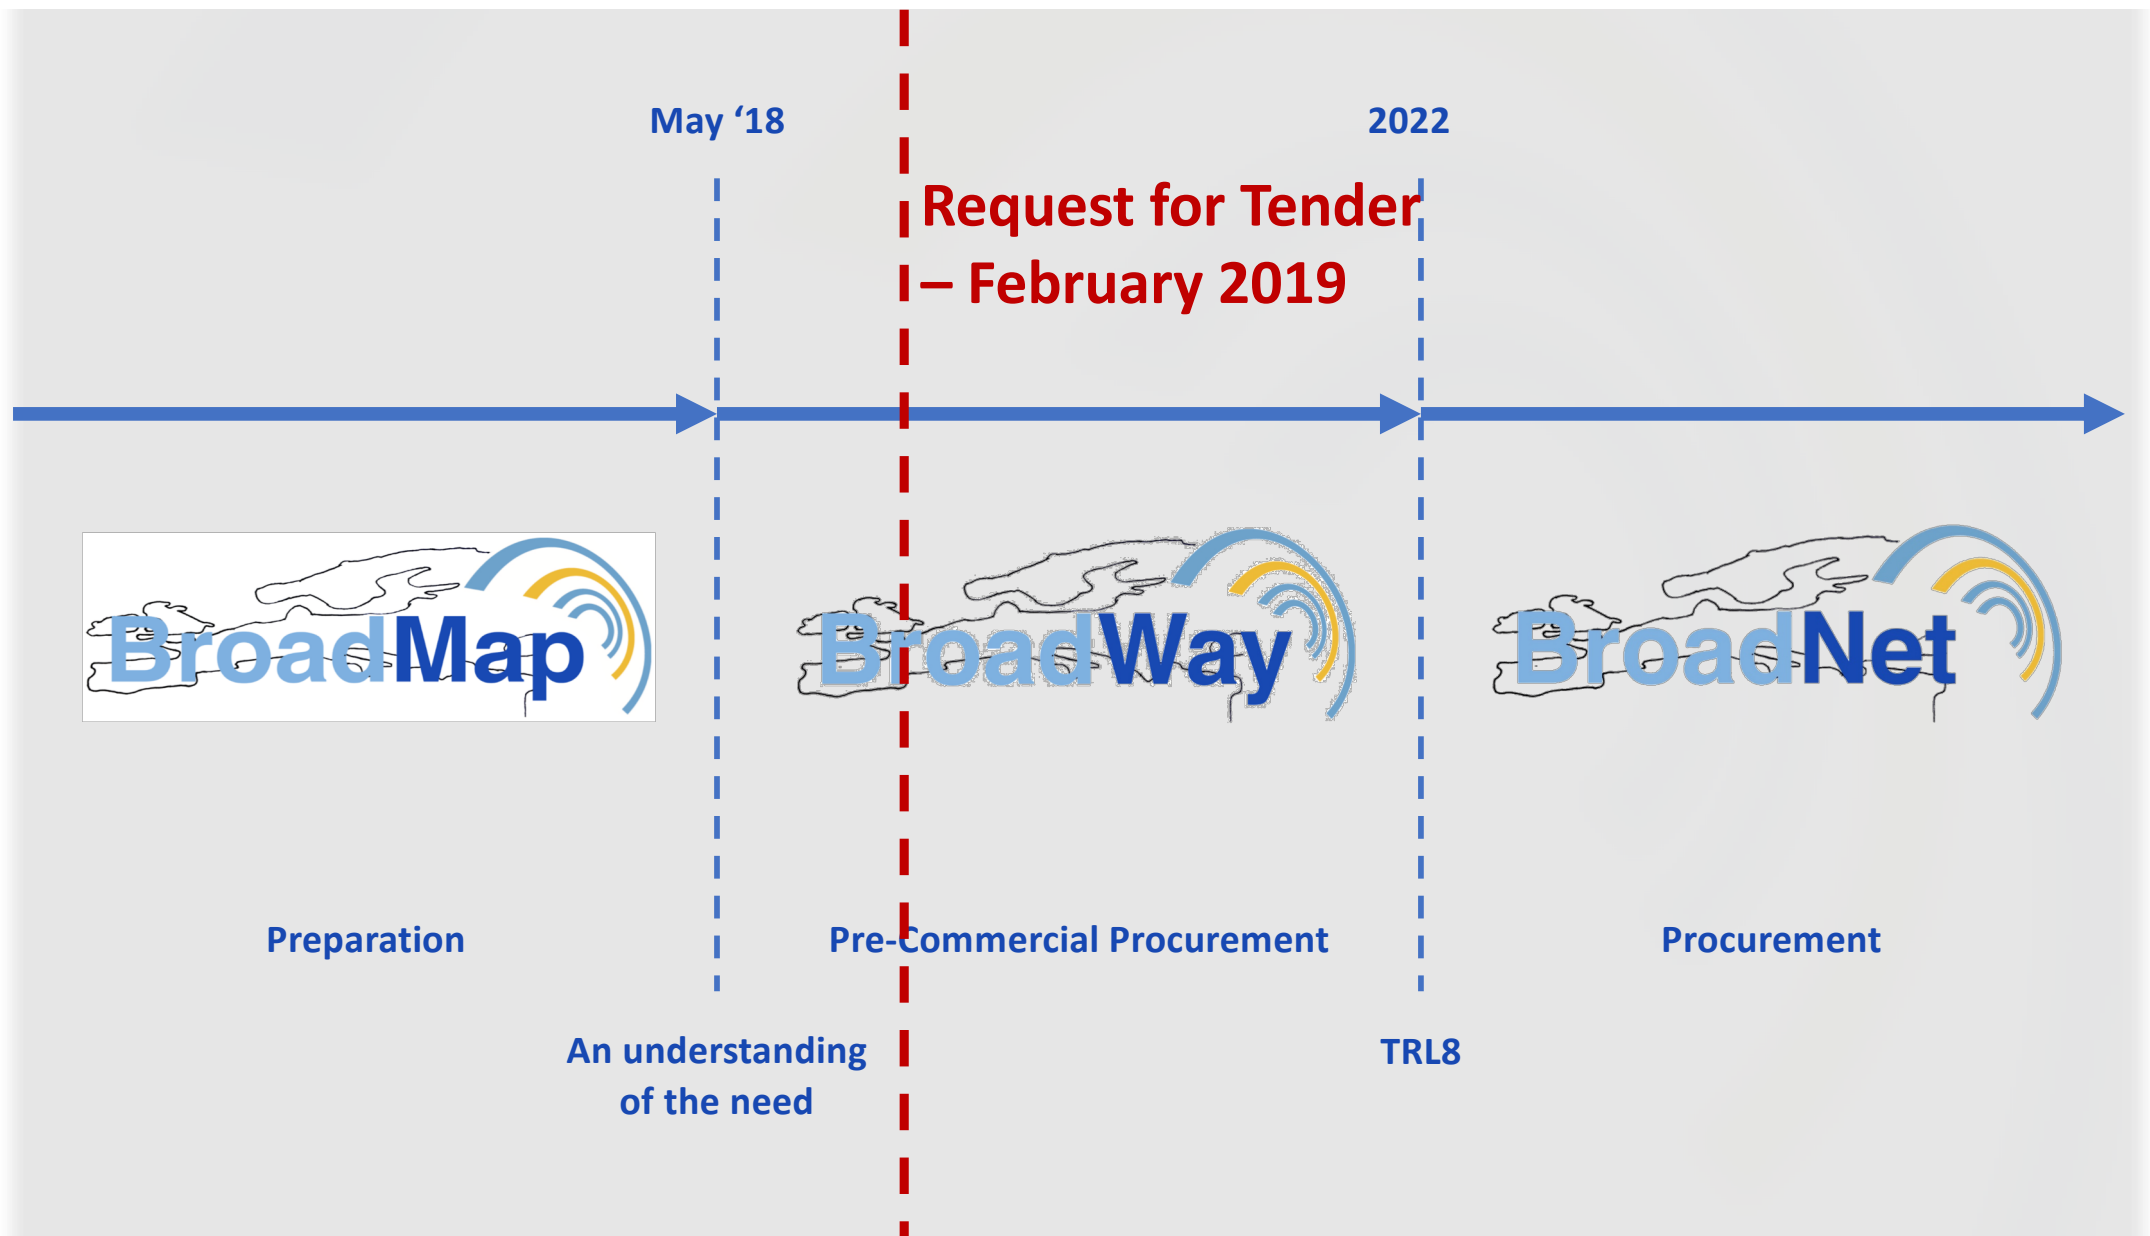 May ‘18
2022
Request for Tender
– February 2019
BroadMap
BroadWay
BroadNet
Preparation
Pre-Commercial Procurement
Procurement
An understanding
of the need
TRL8